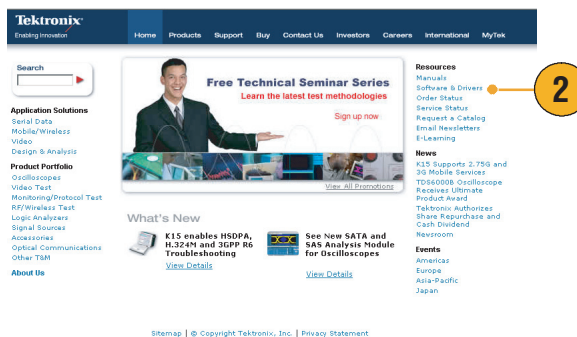 Tektronix
Enabling Innovation
Home Products Support Buy Contact Us Investors Careers International MyTek
Search
Application Solutions
Serial Data
Mobile/Wireless
Video
Design & Analysis
Product Portfolio
Oscilloscopes
Video Test
Monitoring/Protocol Test
RF/Wireless Test
Logic Analyzers
Signal Sources
Accessories
Optical Communications
Other T&M
About Us
Free Technical Seminar Series
Learn the latest test methodologies
Sign up now
View All Promotions
What's New
K15 enables HSDPA,
H.324M and 3GPP R6
Troubleshooting
View Details
See New SATA and
SAS Analysis Module
for Oscilloscopes
View Details
Resources
Manuals
Software & Drivers
Order Status
Service Status
Request a Catalog
Email Newsletters
E-Learning
News
K15 Supports 2.75G and
3G Mobile Services
TDS6000B Oscilloscope
Receives Ultimate
Product Award
Tektronix Authorizes
Share Repurchase and
Cash Dividend
Newsroom
Events
Americas
Europe
Asia-Pacific
Japan
2
Sitemap | © Copyright Tektronix, Inc. | Privacy Statement